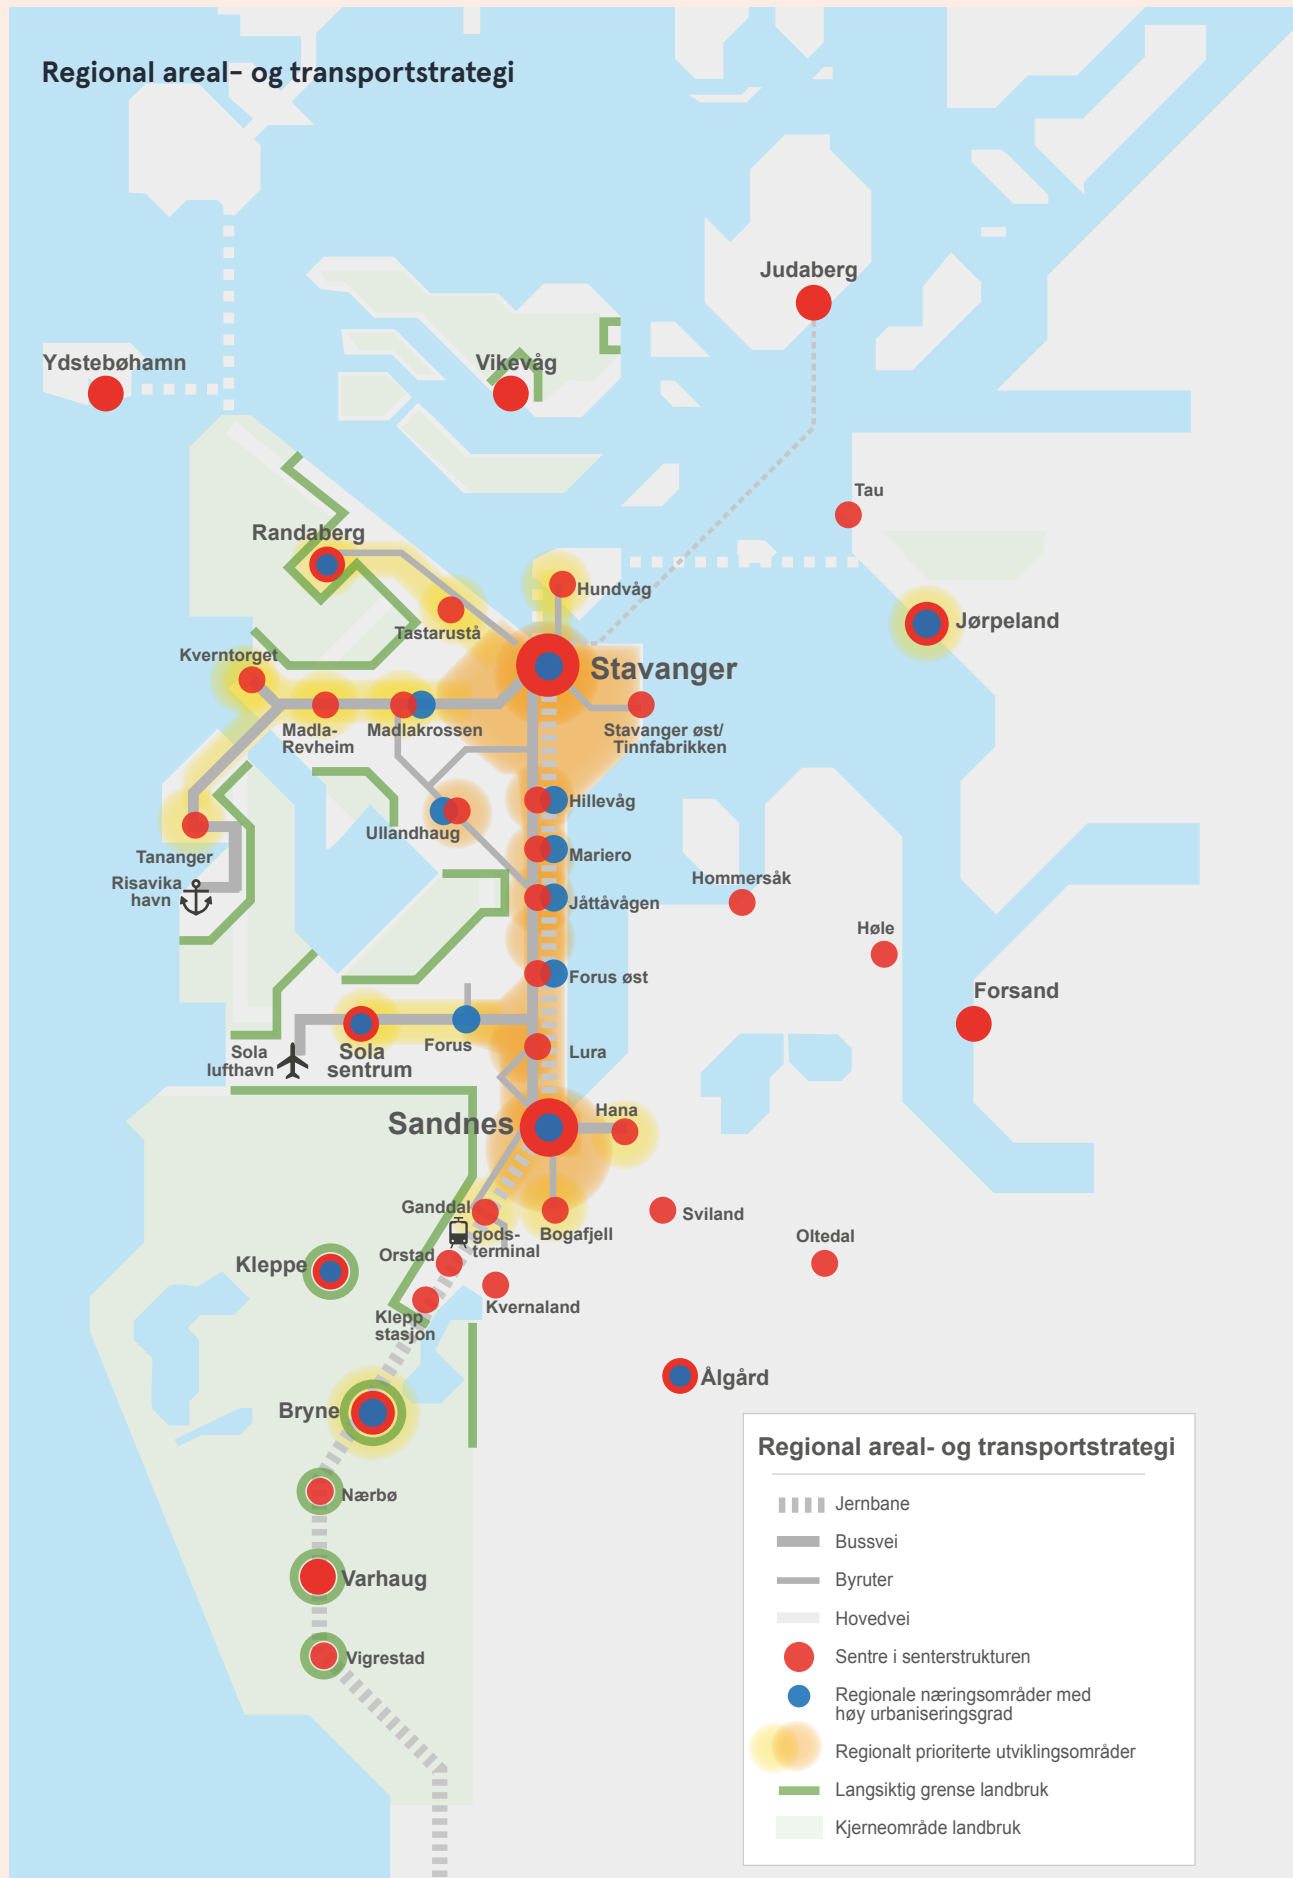 Regional areal- og transportstrategi
Judaberg
Ydstebøhamn
Vikevåg
Tau
Randaberg
Hundvåg
Jørpeland
Tastarustå
Kverntorget
Stavanger
Madla-
Revheim
Madlakrossen
Stavanger øst/
Tinnfabrikken
Hillevåg
Ullandhaug
Tananger
Mariero
Risavika
havn
Hommersåk
Jåttåvågen
Høle
Forus øst
Forsand
Sola
lufthavn
Sola
sentrum
Forus
Lura
Hana
Sandnes
Ganddal
gods-
terminal
Bogafjell
Sviland
Oltedal
Orstad
Kleppe
Kvernaland
Klepp
stasjon
Ålgård
Bryne
Nærbø
Varhaug
Vigrestad
Regional areal- og transportstrategi
Jernbane
Bussvei
Byruter
Hovedvei
Sentre i senterstrukturen
Regionale næringsområder med
høy urbaniseringsgrad
Regionalt prioriterte utviklingsområder
Langsiktig grense landbruk
Kjerneområde landbruk